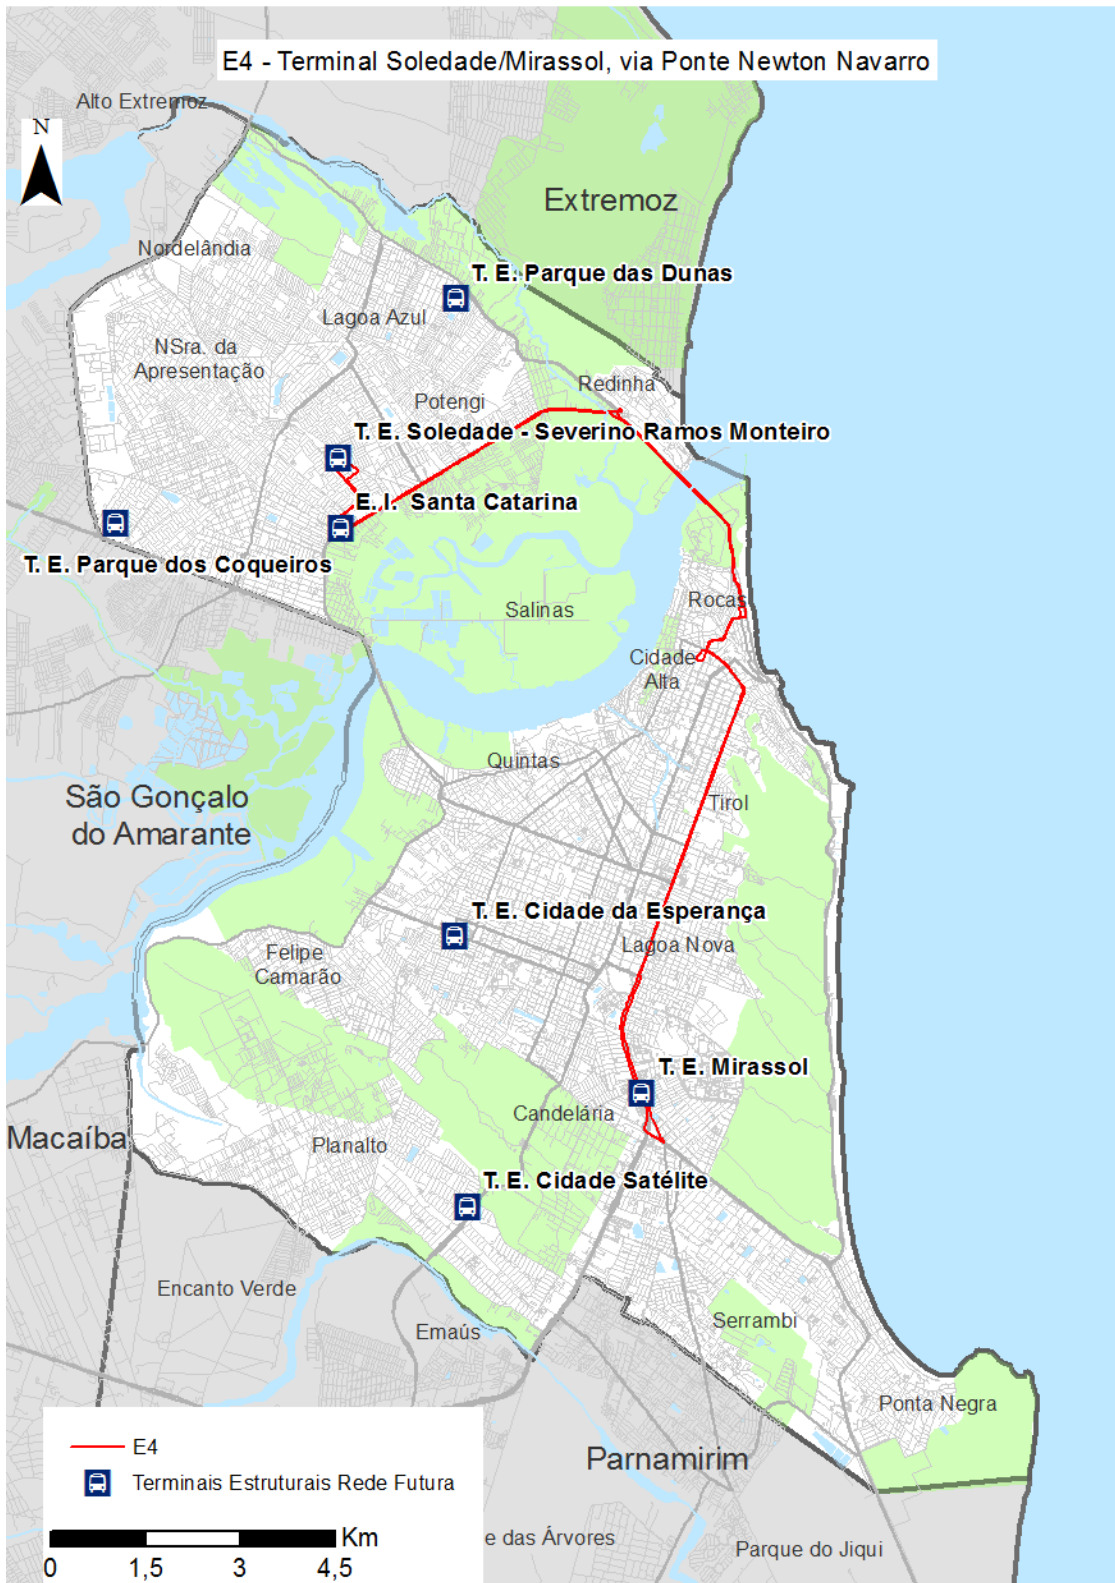 E4 - Terminal Soledade/Mirassol, via Ponte Newton Navarro
Alto Extremoz
N
Extremoz
Nordelândia
T. E. Parque das Dunas
Lagoa Azul
NSra. da
Apresentação
Redinha
Potengi
T. E. Soledade - Severino Ramos Monteiro
E. I. Santa Catarina
T. E. Parque dos Coqueiros
Salinas
Rocas
Cidade
Alta
Quintas
São Gonçalo
do Amarante
Tirol
T. E. Cidade da Esperança
Felipe
Camarão
Lagoa Nova
T. E. Mirassol
Candelária
Macaíba
Planalto
T. E. Cidade Satélite
Encanto Verde
Emaús
Serrambi
Ponta Negra
E4
Parnamirim
Terminais Estruturais Rede Futura
Km
e das Árvores
Parque do Jiqui
0 1,5 3 4,5